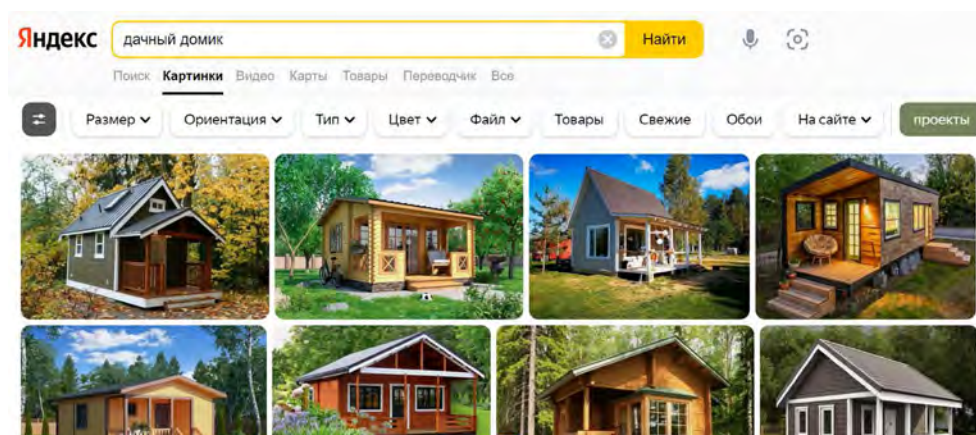 Яндекс дачный домик Найти
Поиск Картинки Видео Карты Товары Переводчик Все
Размер Ориентация Тип Цвет Файл Товары Свежие Обои На сайте проекты